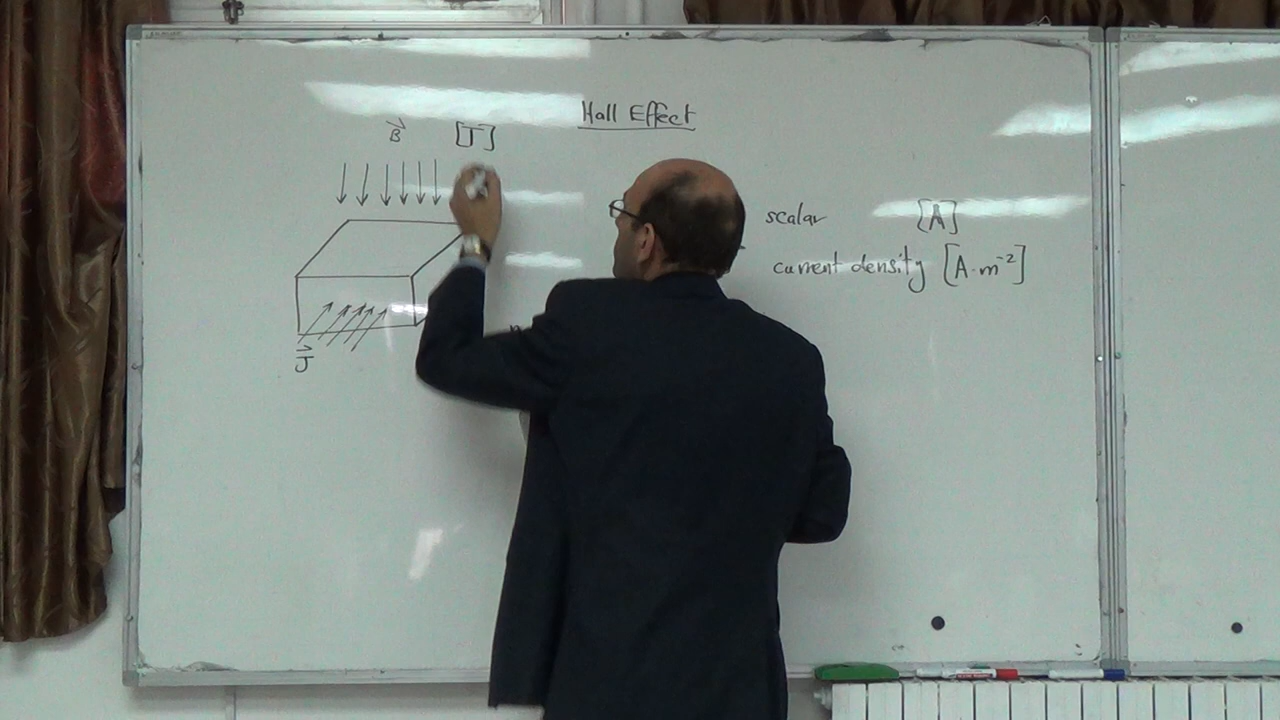 Hall Effect
B⃗ [T]
scalar [A]
current density [A·m⁻²]
J⃗